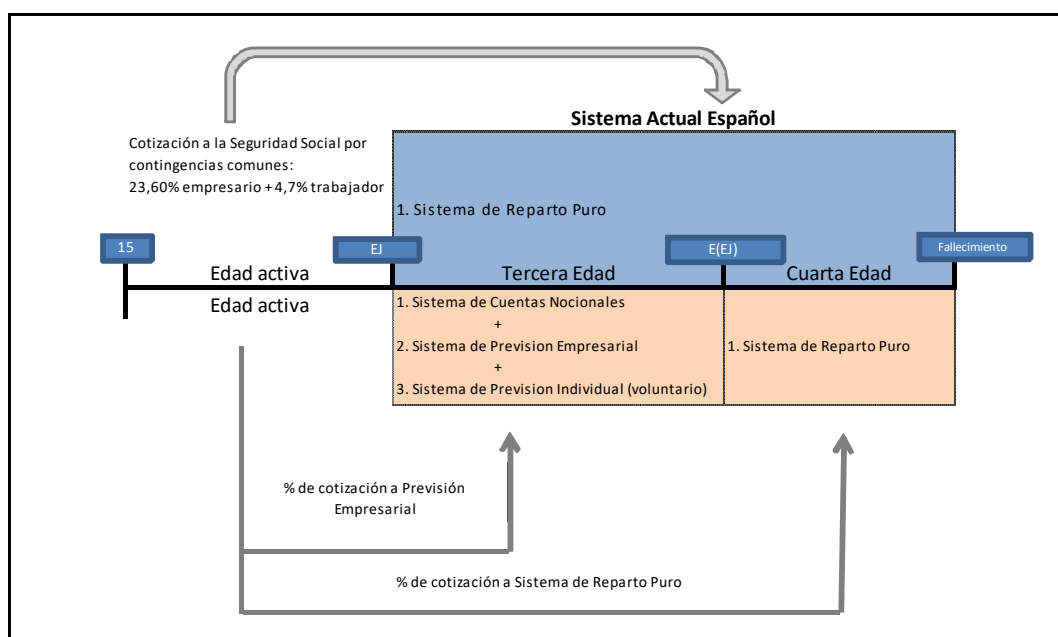 Sistema Actual Español
Cotización a la Seguridad Social por
contingencias comunes:
23,60% empresario + 4,7% trabajador
1. Sistema de Reparto Puro
15
EJ
E(EJ)
Fallecimiento
Edad activa
Tercera Edad
Cuarta Edad
Edad activa
1. Sistema de Cuentas Nocionales
+
2. Sistema de Prevision Empresarial
+
3. Sistema de Prevision Individual (voluntario)
1. Sistema de Reparto Puro
% de cotización a Previsión
Empresarial
% de cotización a Sistema de Reparto Puro